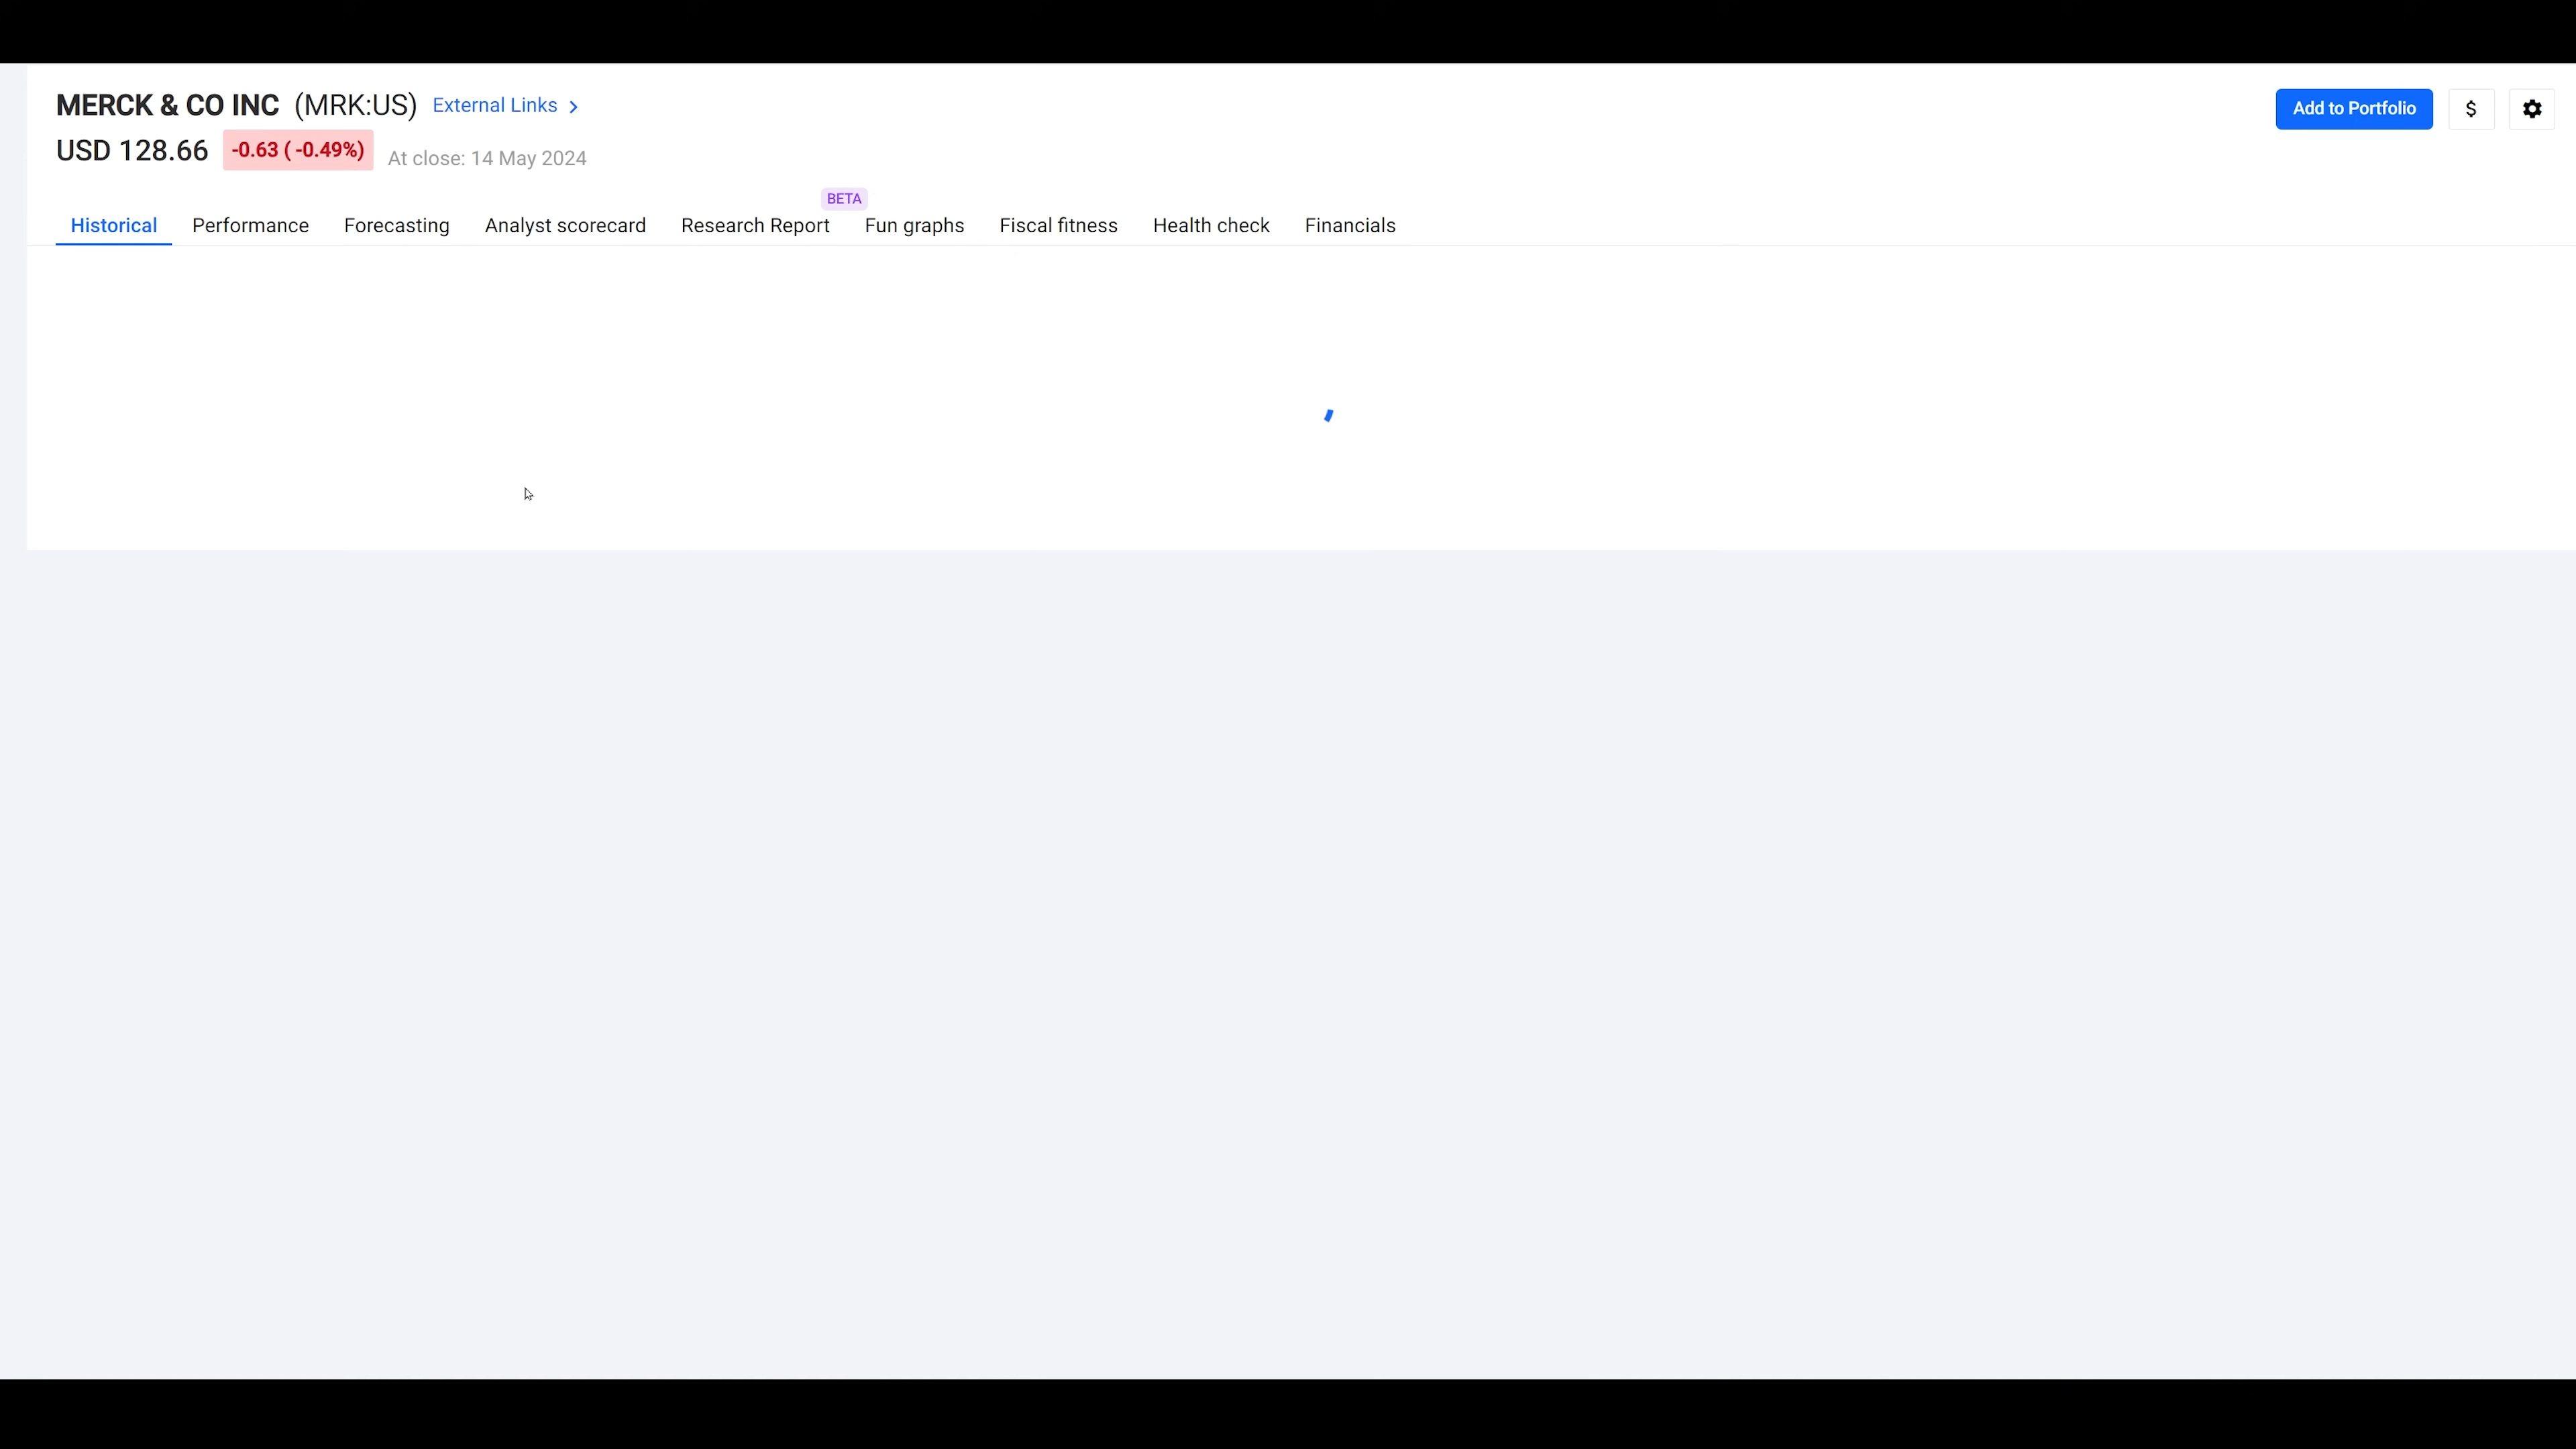 MERCK & CO INC (MRK:US) External Links
Add to Portfolio $
USD 128.66 -0.63 ( -0.49%) At close: 14 May 2024
BETA
Historical Performance Forecasting Analyst scorecard Research Report Fun graphs Fiscal fitness Health check Financials